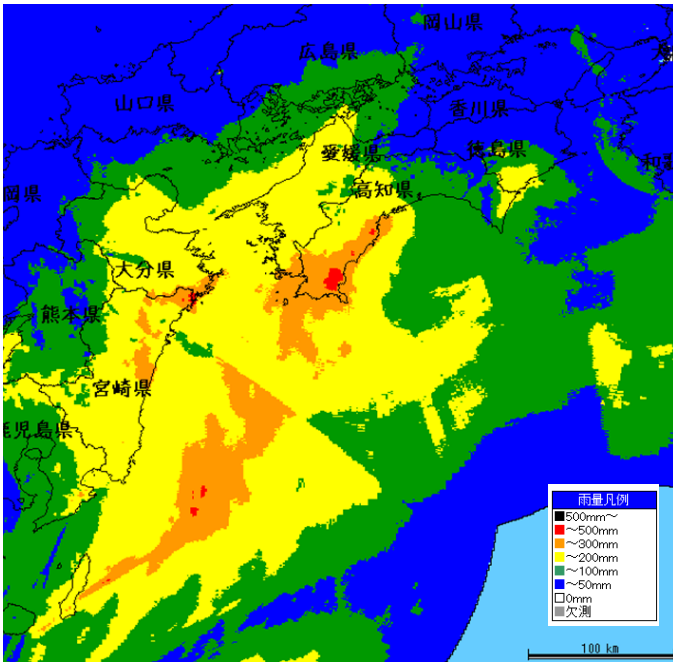 岡山県
広島県
山口県
香川県
愛媛県
徳島県
和歌
岡県
高知県
大分県
熊本県
宮崎県
鹿児島県
雨量凡例
500mm～
～500mm
～300mm
～200mm
～100mm
～50mm
0mm
欠測
100 km